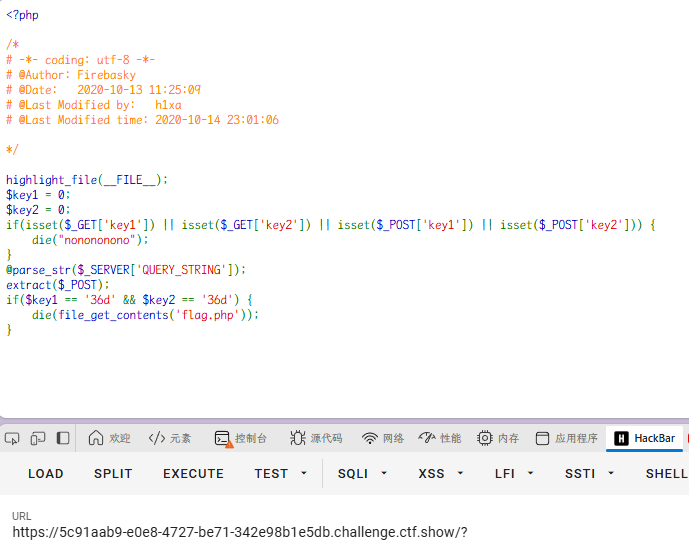 <?php
/*
# -*- coding: utf-8 -*-
# @Author: Firebasky
# @Date:   2020-10-13 11:25:09
# @Last Modified by:   h1xa
# @Last Modified time: 2020-10-14 23:01:06
*/
highlight_file(__FILE__);
$key1 = 0;
$key2 = 0;
if(isset($_GET['key1']) || isset($_GET['key2']) || isset($_POST['key1']) || isset($_POST['key2'])) {
    die("nonononono");
}
@parse_str($_SERVER['QUERY_STRING']);
extract($_POST);
if($key1 == '36d' && $key2 == '36d') {
    die(file_get_contents('flag.php'));
}
欢迎 </> 元素 控制台 源代码 网络 性能 内存 应用程序 H HackBar
LOAD SPLIT EXECUTE TEST SQLI XSS LFI SSTI SHELL
URL
https://5c91aab9-e0e8-4727-be71-342e98b1e5db.challenge.ctf.show/?